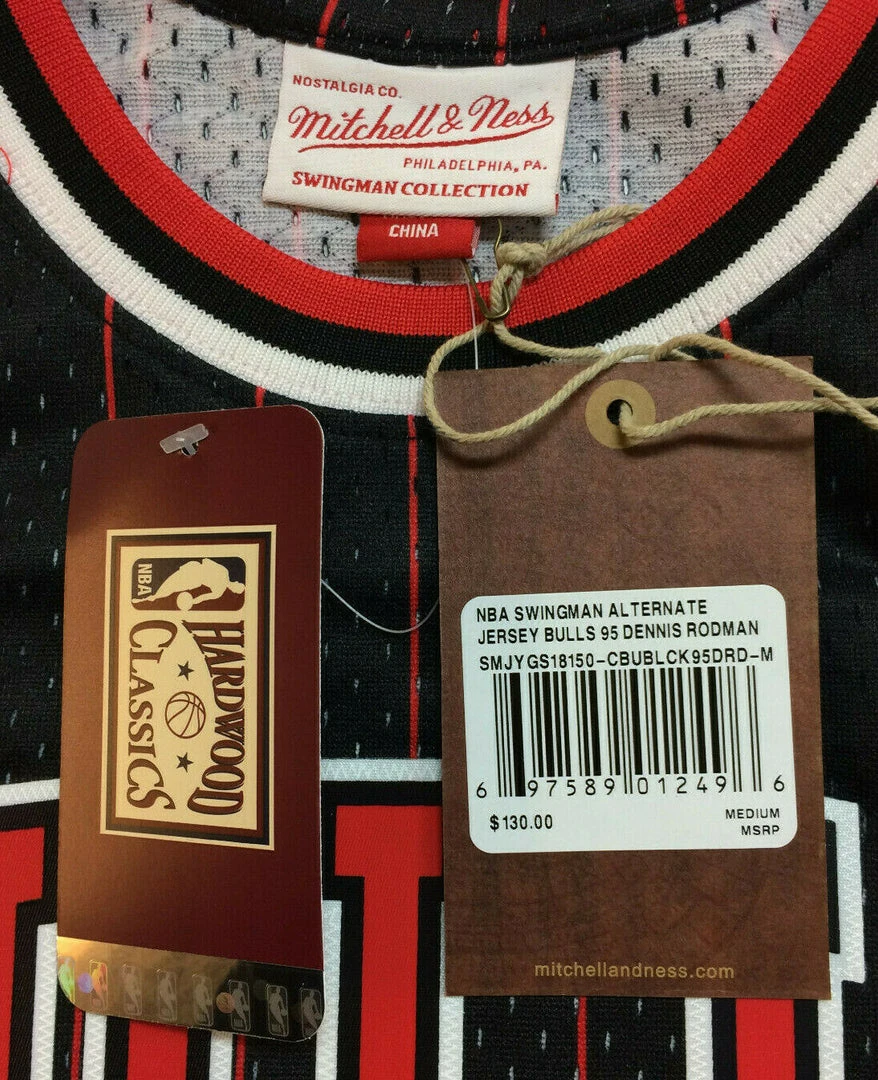 NOSTALGIA CO.
Mitchell & Ness
PHILADELPHIA, PA.
SWINGMAN COLLECTION
CHINA
NBA
HARDWOOD
CLASSICS
NBA SWINGMAN ALTERNATE
JERSEY BULLS 95 DENNIS RODMAN
SMJYGS18150-CBUBLCK95DRD-M
6 97589 01249 6
$130.00
MEDIUM
MSRP
mitchellandness.com